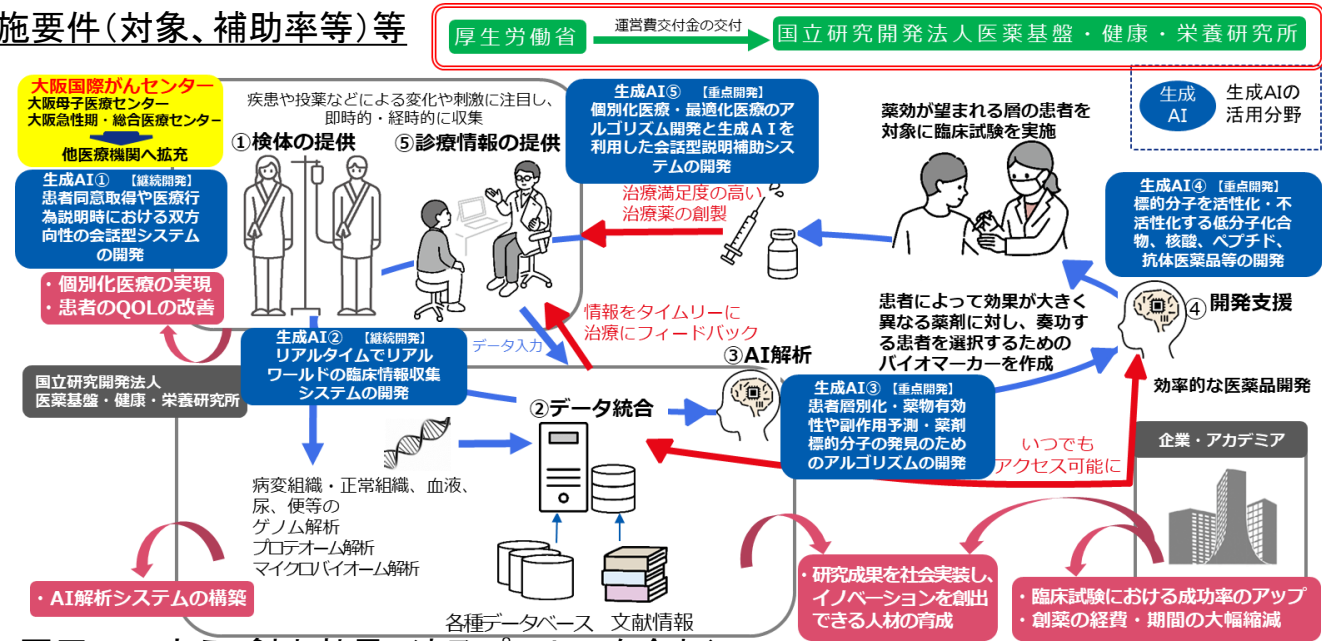 施要件(対象、補助率等)等
厚生労働省
運営費交付金の交付
国立研究開発法人医薬基盤・健康・栄養研究所
大阪国際がんセンター
大阪母子医療センター
大阪急性期・総合医療センター
他医療機関へ拡充
疾患や投薬などによる変化や刺激に注目し、
即時的・経時的に収集
①検体の提供
⑤診療情報の提供
生成AI⑤ 【重点開発】
個別化医療・最適化医療のア
ルゴリズム開発と生成AIを
利用した会話型説明補助シス
テムの開発
薬効が望まれる層の患者を
対象に臨床試験を実施
生成
AI
生成AIの
活用分野
生成AI① 【継続開発】
患者同意取得や医療行
為説明時における双方
向性の会話型システム
の開発
・個別化医療の実現
・患者のQOLの改善
治療満足度の高い
治療薬の創製
生成AI④ 【重点開発】
標的分子を活性化・不
活性化する低分子化合
物、核酸、ペプチド、
抗体医薬品等の開発
情報をタイムリーに
治療にフィードバック
患者によって効果が大きく
異なる薬剤に対し、奏功す
る患者を選択するための
バイオマーカーを作成
④開発支援
効率的な医薬品開発
生成AI② 【継続開発】
リアルタイムでリアル
ワールドの臨床情報収集
システムの開発
データ入力
③AI解析
国立研究開発法人
医薬基盤・健康・栄養研究所
②データ統合
生成AI③ 【重点開発】
患者層別化・薬物有効
性や副作用予測・薬剤
標的分子の発見のため
のアルゴリズムの開発
いつでも
アクセス可能に
企業・アカデミア
病変組織・正常組織、血液、
尿、便等の
ゲノム解析
プロテオーム解析
マイクロバイオーム解析
・AI解析システムの構築
各種データベース
文献情報
・研究成果を社会実装し、
イノベーションを創出
できる人材の育成
・臨床試験における成功率のアップ
・創薬の経費・期間の大幅縮減